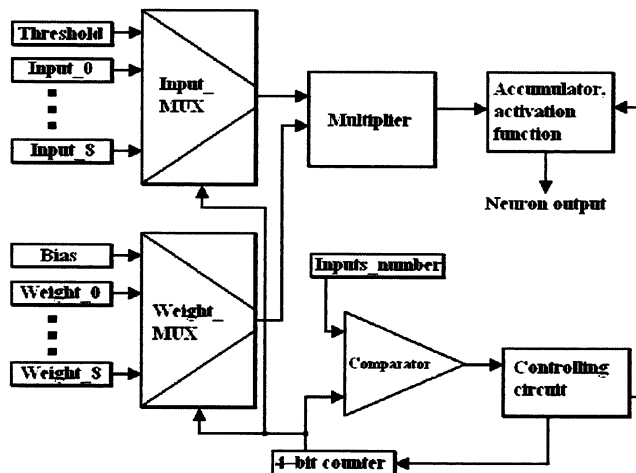 Threshold
Input_0
Input_8
Input_
MUX
Multiplier
Accumulator,
activation
function
Neuron output
Bias
Weight_0
Weight_8
Weight_
MUX
Inputs_number
Comparator
Controlling
circuit
4-bit counter